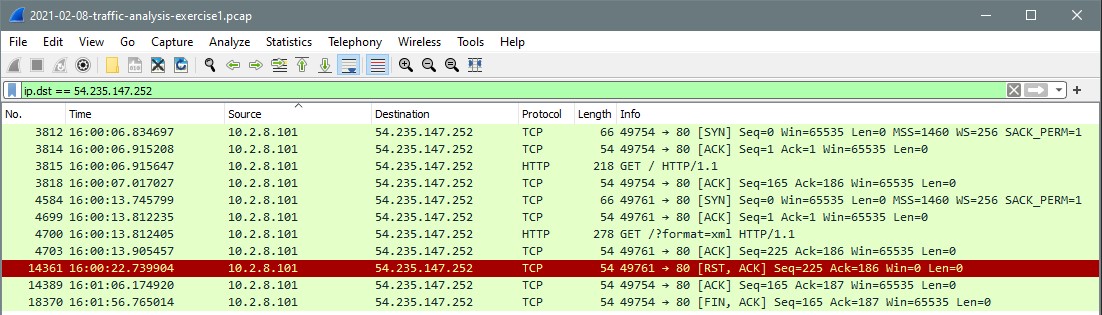 2021-02-08-traffic-analysis-exercise1.pcap
File Edit View Go Capture Analyze Statistics Telephony Wireless Tools Help
ip.dst == 54.235.147.252
No. Time Source Destination Protocol Length Info
3812 16:00:06.834697 10.2.8.101 54.235.147.252 TCP 66 49754 → 80 [SYN] Seq=0 Win=65535 Len=0 MSS=1460 WS=256 SACK_PERM=1
3814 16:00:06.915208 10.2.8.101 54.235.147.252 TCP 54 49754 → 80 [ACK] Seq=1 Ack=1 Win=65535 Len=0
3815 16:00:06.915647 10.2.8.101 54.235.147.252 HTTP 218 GET / HTTP/1.1
3818 16:00:07.017027 10.2.8.101 54.235.147.252 TCP 54 49754 → 80 [ACK] Seq=165 Ack=186 Win=65535 Len=0
4584 16:00:13.745799 10.2.8.101 54.235.147.252 TCP 66 49761 → 80 [SYN] Seq=0 Win=65535 Len=0 MSS=1460 WS=256 SACK_PERM=1
4699 16:00:13.812235 10.2.8.101 54.235.147.252 TCP 54 49761 → 80 [ACK] Seq=1 Ack=1 Win=65535 Len=0
4700 16:00:13.812405 10.2.8.101 54.235.147.252 HTTP 278 GET /?format=xml HTTP/1.1
4703 16:00:13.905457 10.2.8.101 54.235.147.252 TCP 54 49761 → 80 [ACK] Seq=225 Ack=186 Win=65535 Len=0
14361 16:00:22.739904 10.2.8.101 54.235.147.252 TCP 54 49761 → 80 [RST, ACK] Seq=225 Ack=186 Win=0 Len=0
14389 16:01:06.174920 10.2.8.101 54.235.147.252 TCP 54 49754 → 80 [ACK] Seq=165 Ack=187 Win=65535 Len=0
18370 16:01:56.765014 10.2.8.101 54.235.147.252 TCP 54 49754 → 80 [FIN, ACK] Seq=165 Ack=187 Win=65535 Len=0